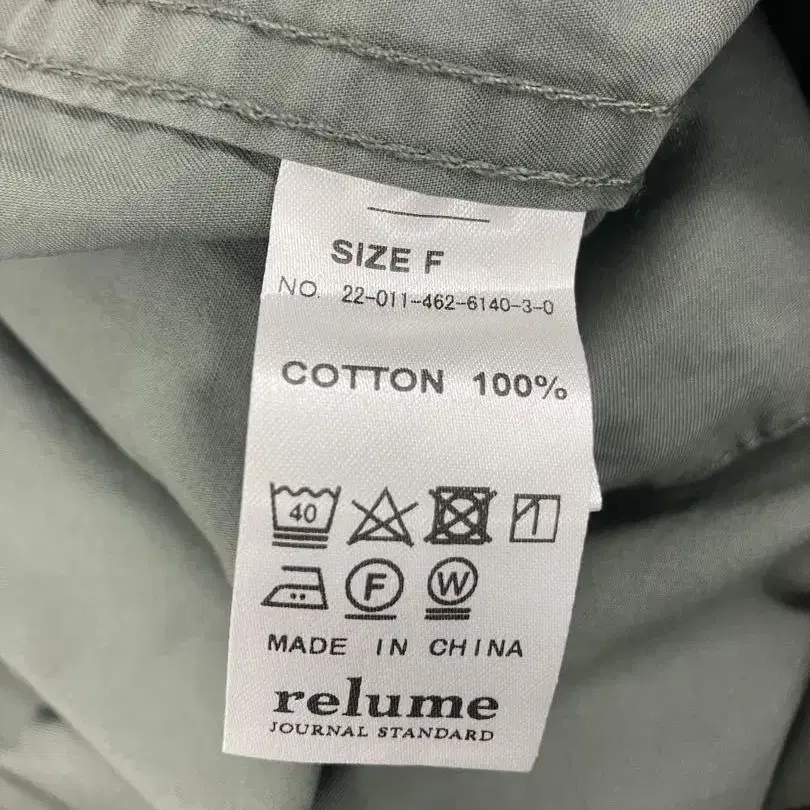 SIZE F
NO. 22-011-462-6140-3-0
COTTON 100%
40
F W
MADE IN CHINA
relume
JOURNAL STANDARD